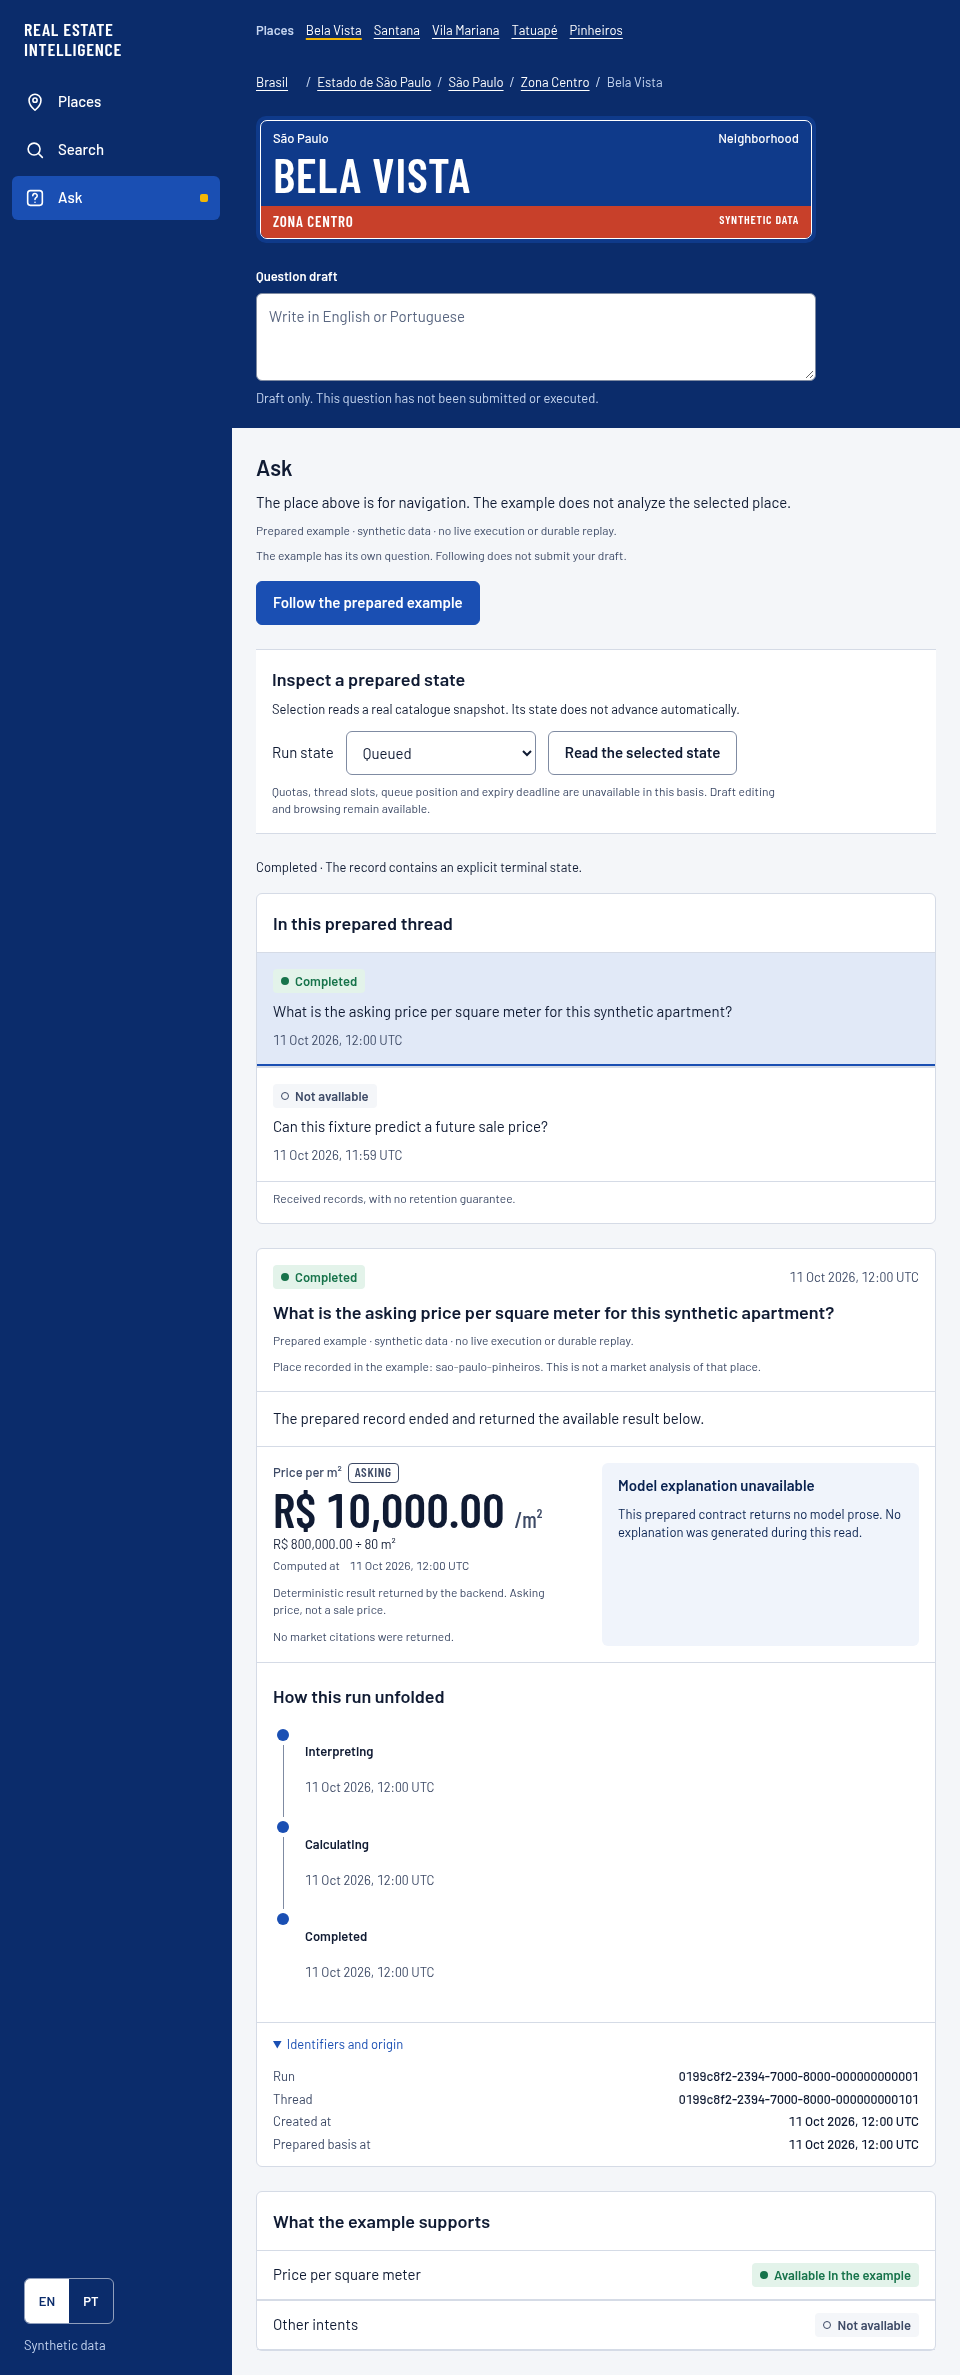 REAL ESTATE
INTELLIGENCE
Places
Search
Ask
Places Bela Vista Santana Vila Mariana Tatuapé Pinheiros
Brasil / Estado de São Paulo / São Paulo / Zona Centro / Bela Vista
São Paulo Neighborhood
BELA VISTA
ZONA CENTRO SYNTHETIC DATA
Question draft
Write in English or Portuguese
Draft only. This question has not been submitted or executed.
Ask
The place above is for navigation. The example does not analyze the selected place.
Prepared example · synthetic data · no live execution or durable replay.
The example has its own question. Following does not submit your draft.
Follow the prepared example
Inspect a prepared state
Selection reads a real catalogue snapshot. Its state does not advance automatically.
Run state Queued Read the selected state
Quotas, thread slots, queue position and expiry deadline are unavailable in this basis. Draft editing
and browsing remain available.
Completed · The record contains an explicit terminal state.
In this prepared thread
Completed
What is the asking price per square meter for this synthetic apartment?
11 Oct 2026, 12:00 UTC
Not available
Can this fixture predict a future sale price?
11 Oct 2026, 11:59 UTC
Received records, with no retention guarantee.
Completed 11 Oct 2026, 12:00 UTC
What is the asking price per square meter for this synthetic apartment?
Prepared example · synthetic data · no live execution or durable replay.
Place recorded in the example: sao-paulo-pinheiros. This is not a market analysis of that place.
The prepared record ended and returned the available result below.
Price per m² ASKING
R$ 10,000.00 /m²
R$ 800,000.00 ÷ 80 m²
Computed at 11 Oct 2026, 12:00 UTC
Deterministic result returned by the backend. Asking
price, not a sale price.
No market citations were returned.
Model explanation unavailable
This prepared contract returns no model prose. No
explanation was generated during this read.
How this run unfolded
Interpreting
11 Oct 2026, 12:00 UTC
Calculating
11 Oct 2026, 12:00 UTC
Completed
11 Oct 2026, 12:00 UTC
Identifiers and origin
Run 0199c8f2-2394-7000-8000-000000000001
Thread 0199c8f2-2394-7000-8000-000000000101
Created at 11 Oct 2026, 12:00 UTC
Prepared basis at 11 Oct 2026, 12:00 UTC
What the example supports
Price per square meter Available in the example
Other intents Not available
EN PT
Synthetic data